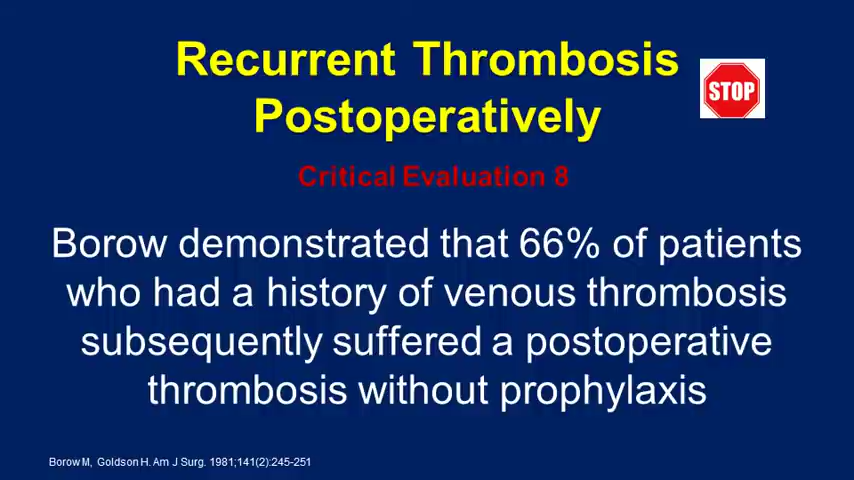 Recurrent Thrombosis
STOP
Postoperatively
Critical Evaluation 8
Borow demonstrated that 66% of patients
who had a history of venous thrombosis
subsequently suffered a postoperative
thrombosis without prophylaxis
Borow M, Goldson H. Am J Surg. 1981;141(2):245-251